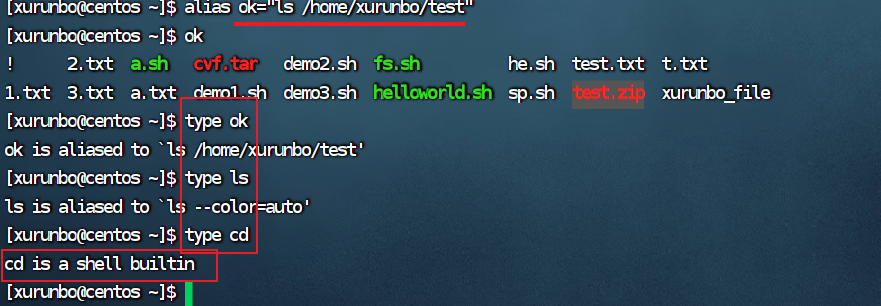 [xurunbo@centos ~]$ alias ok="ls /home/xurunbo/test"
[xurunbo@centos ~]$ ok
! 2.txt a.sh cvf.tar demo2.sh fs.sh he.sh test.txt t.txt
1.txt 3.txt a.txt demo1.sh demo3.sh helloworld.sh sp.sh test.zip xurunbo_file
[xurunbo@centos ~]$ type ok
ok is aliased to `ls /home/xurunbo/test'
[xurunbo@centos ~]$ type ls
ls is aliased to `ls --color=auto'
[xurunbo@centos ~]$ type cd
cd is a shell builtin
[xurunbo@centos ~]$